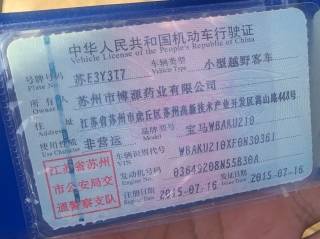 中华人民共和国机动车行驶证
Vehicle License of the People's Republic of China
号牌号码 苏E3Y3T7 车辆类型 小型越野客车
Plate No. Vehicle Type
所有人 苏州市博源药业有限公司
Owner
住址 江苏省苏州市虎丘区苏州高新技术产业开发区嵩山路443号
Address
使用性质 非营运 品牌型号 宝马WBAKU210
Use Character Model
车辆识别代号 WBAKU210XF0N30361
VIN
江苏省苏州
市公安局交
通警察支队
发动机号码 03649208N55B30A
Engine No.
注册日期 2015-07-16 发证日期 2015-07-16
Register Date Issue Date